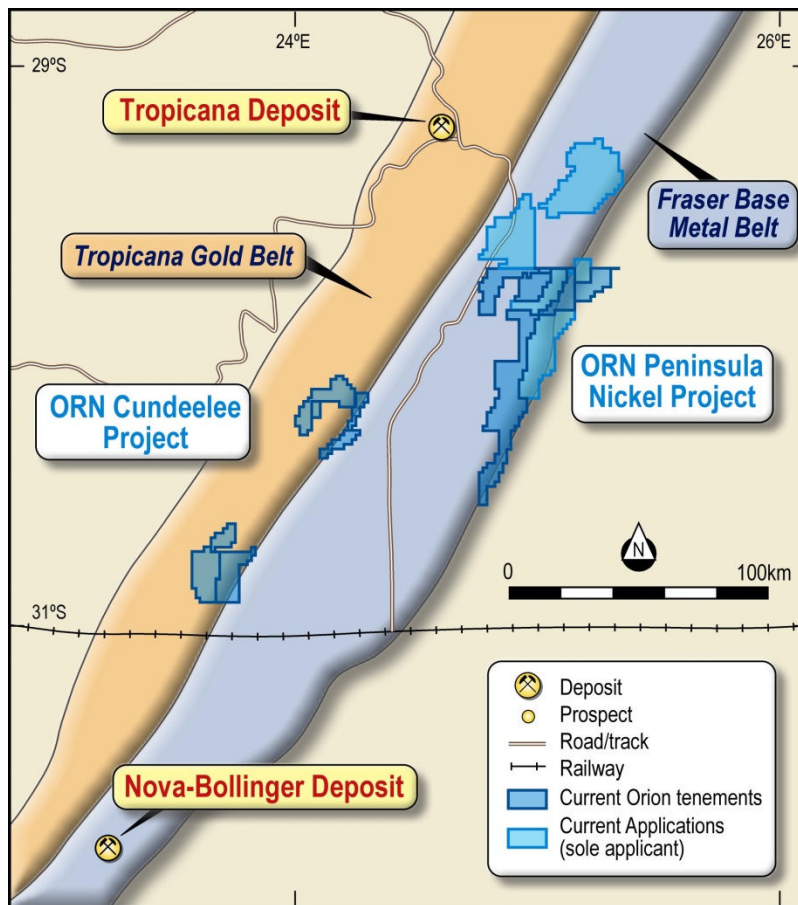 24ºE
26ºE
29ºS
Tropicana Deposit
Fraser Base
Metal Belt
Tropicana Gold Belt
ORN Cundeelee
Project
ORN Peninsula
Nickel Project
N
0
100km
31ºS
Deposit
Prospect
Road/track
Railway
Current Orion tenements
Current Applications
(sole applicant)
Nova-Bollinger Deposit